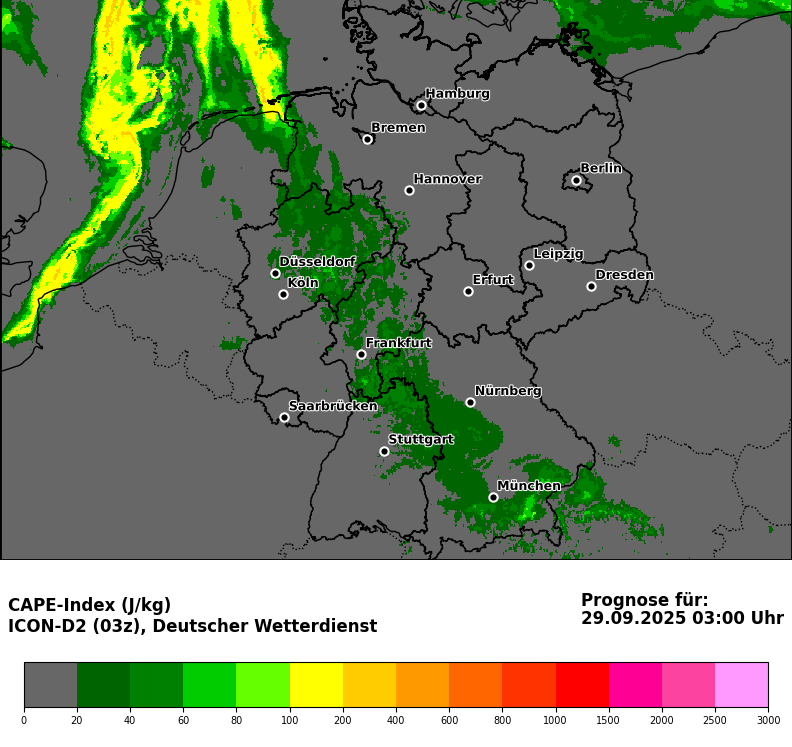 Hamburg
Bremen
Hannover
Berlin
Düsseldorf
Köln
Leipzig
Erfurt
Dresden
Frankfurt
Nürnberg
Saarbrücken
Stuttgart
München
CAPE-Index (J/kg)
ICON-D2 (03z), Deutscher Wetterdienst
Prognose für:
29.09.2025 03:00 Uhr
0 20 40 60 80 100 200 400 600 800 1000 1500 2000 2500 3000